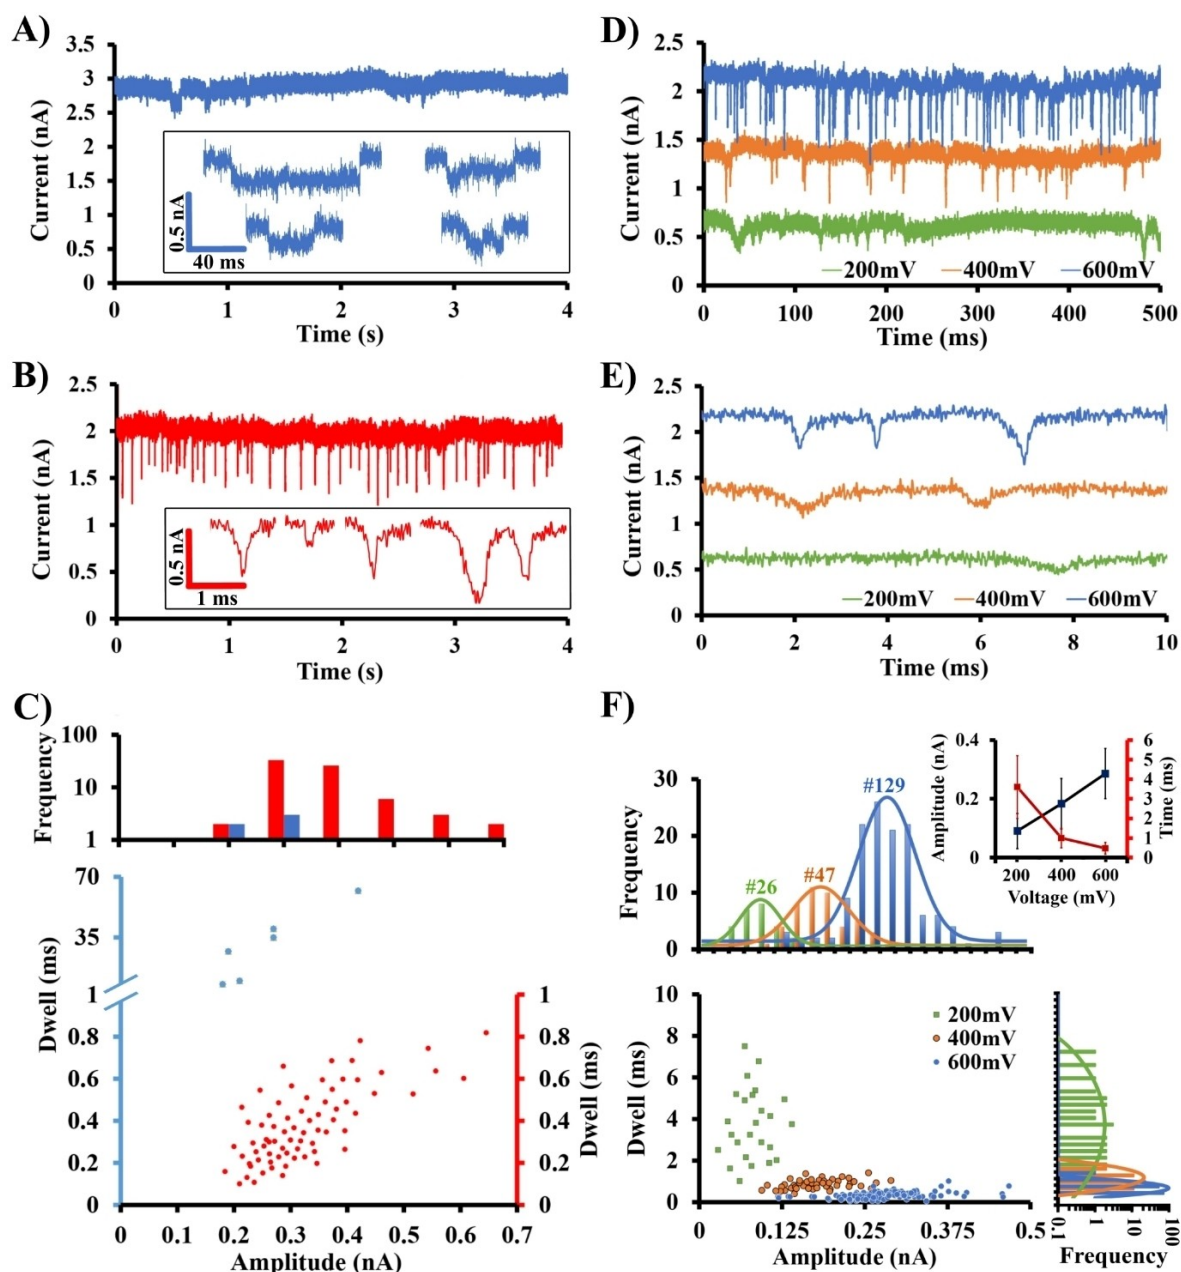 A)
3.5
3
2.5
2
1.5
1
0.5
0
Current (nA)
0.5 nA
40 ms
0 1 2 3 4
Time (s)
D)
2.5
2
1.5
1
0.5
0
Current (nA)
200mV 400mV 600mV
0 100 200 300 400 500
Time (ms)
B)
2.5
2
1.5
1
0.5
0
Current (nA)
0.5 nA
1 ms
0 1 2 3 4
Time (s)
E)
2.5
2
1.5
1
0.5
0
Current (nA)
200mV 400mV 600mV
0 2 4 6 8 10
Time (ms)
C)
100
10
1
Frequency
70
35
1
0.8
0.6
0.4
0.2
0
Dwell (ms)
1
0.8
0.6
0.4
0.2
0
Dwell (ms)
0 0.1 0.2 0.3 0.4 0.5 0.6 0.7
Amplitude (nA)
F)
30
20
10
0
Frequency
#26
#47
#129
0.4
0.2
0
Amplitude (nA)
6
5
4
3
2
1
0
Time (ms)
200 400 600
Voltage (mV)
10
8
6
4
2
0
Dwell (ms)
200mV
400mV
600mV
0 0.125 0.25 0.375 0.5
Amplitude (nA)
0.1 1 10 100
Frequency